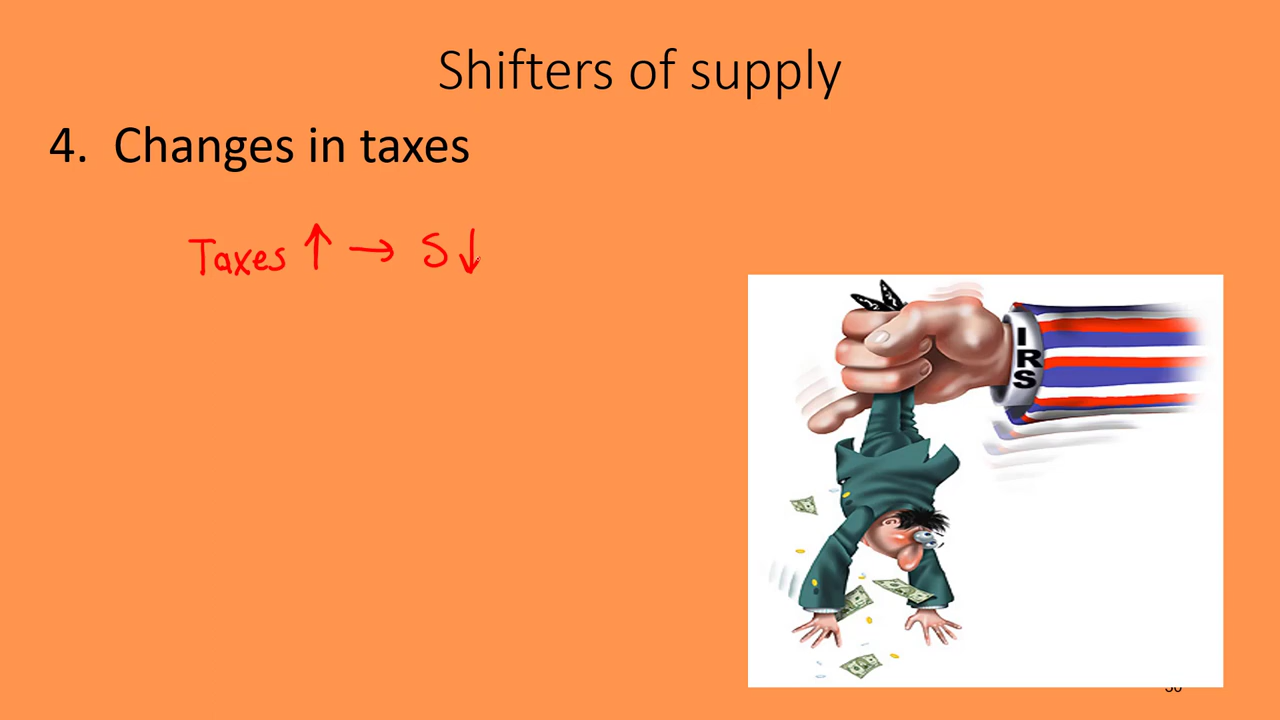 Shifters of supply
4. Changes in taxes
Taxes ↑ → S ↓
IRS